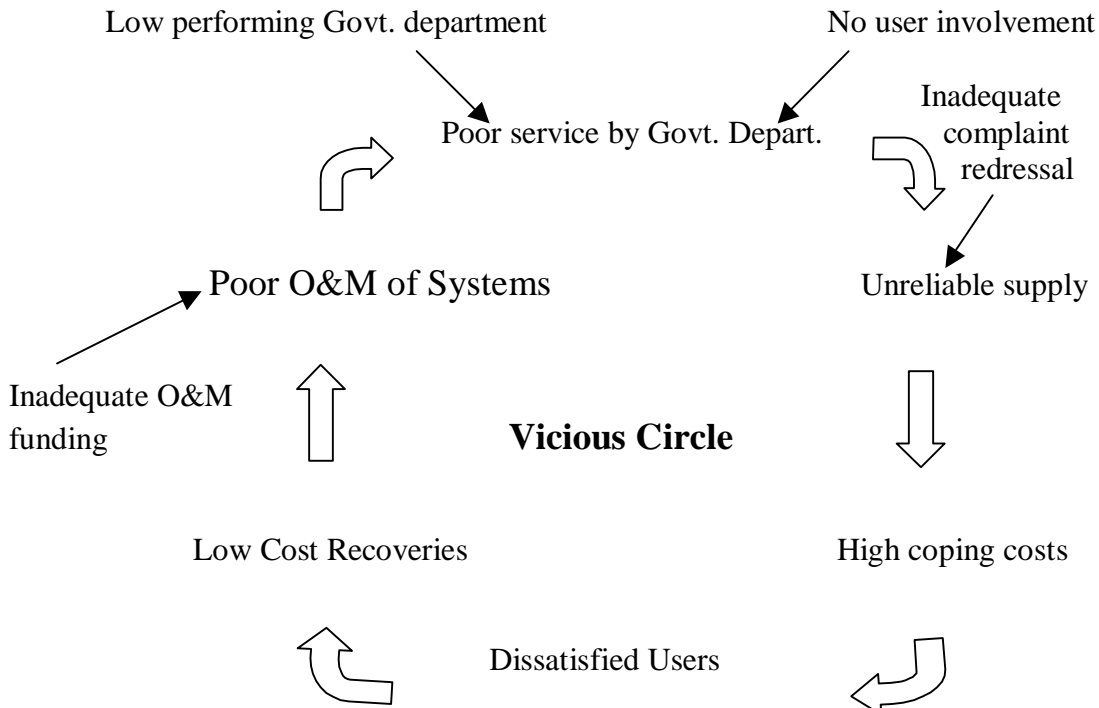 Low performing Govt. department
No user involvement
Inadequate
complaint
redressal
Poor service by Govt. Depart.
Poor O&M of Systems
Unreliable supply
Inadequate O&M
funding
Vicious Circle
Low Cost Recoveries
High coping costs
Dissatisfied Users